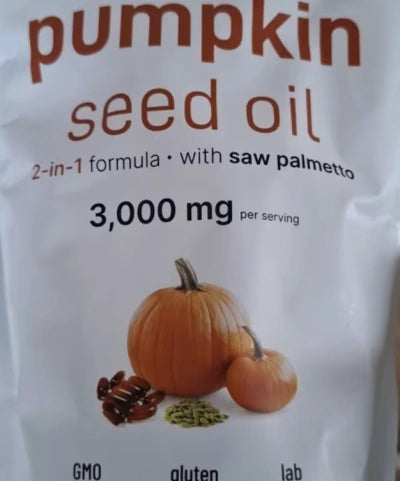 pumpkin
seed oil
2-in-1 formula • with saw palmetto
3,000 mg per serving
GMO gluten lab